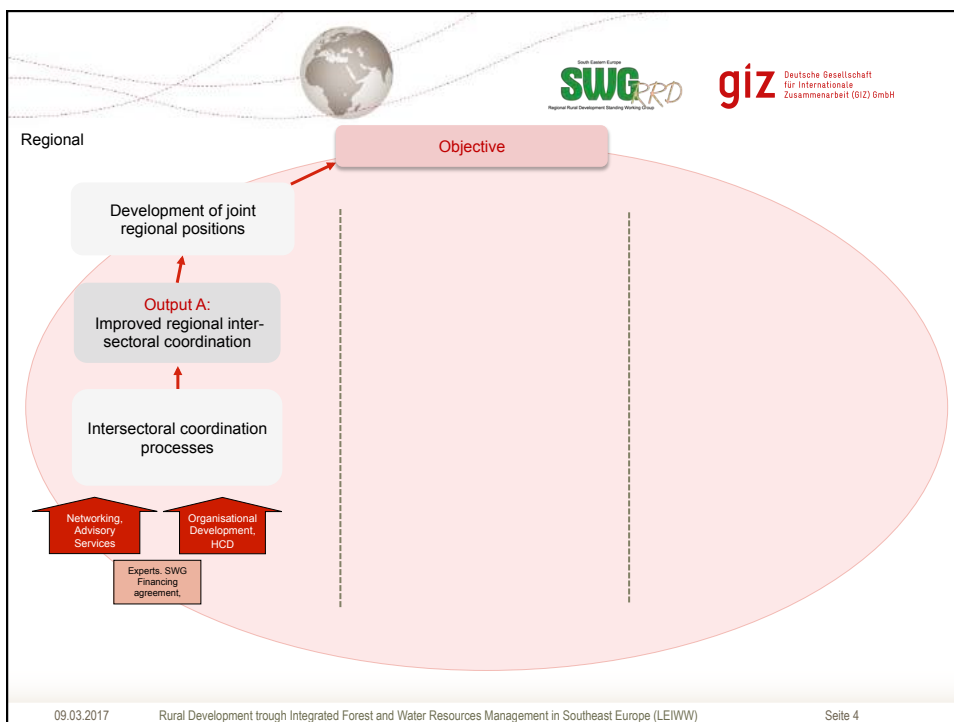 South Eastern Europe
SWG RRD
Regional Rural Development Standing Working Group
giz Deutsche Gesellschaft
für Internationale
Zusammenarbeit (GIZ) GmbH
Regional
Objective
Development of joint
regional positions
Output A:
Improved regional inter-
sectoral coordination
Intersectoral coordination
processes
Networking,
Advisory
Services
Organisational
Development,
HCD
Experts. SWG
Financing
agreement,
09.03.2017 Rural Development trough Integrated Forest and Water Resources Management in Southeast Europe (LEIWW) Seite 4